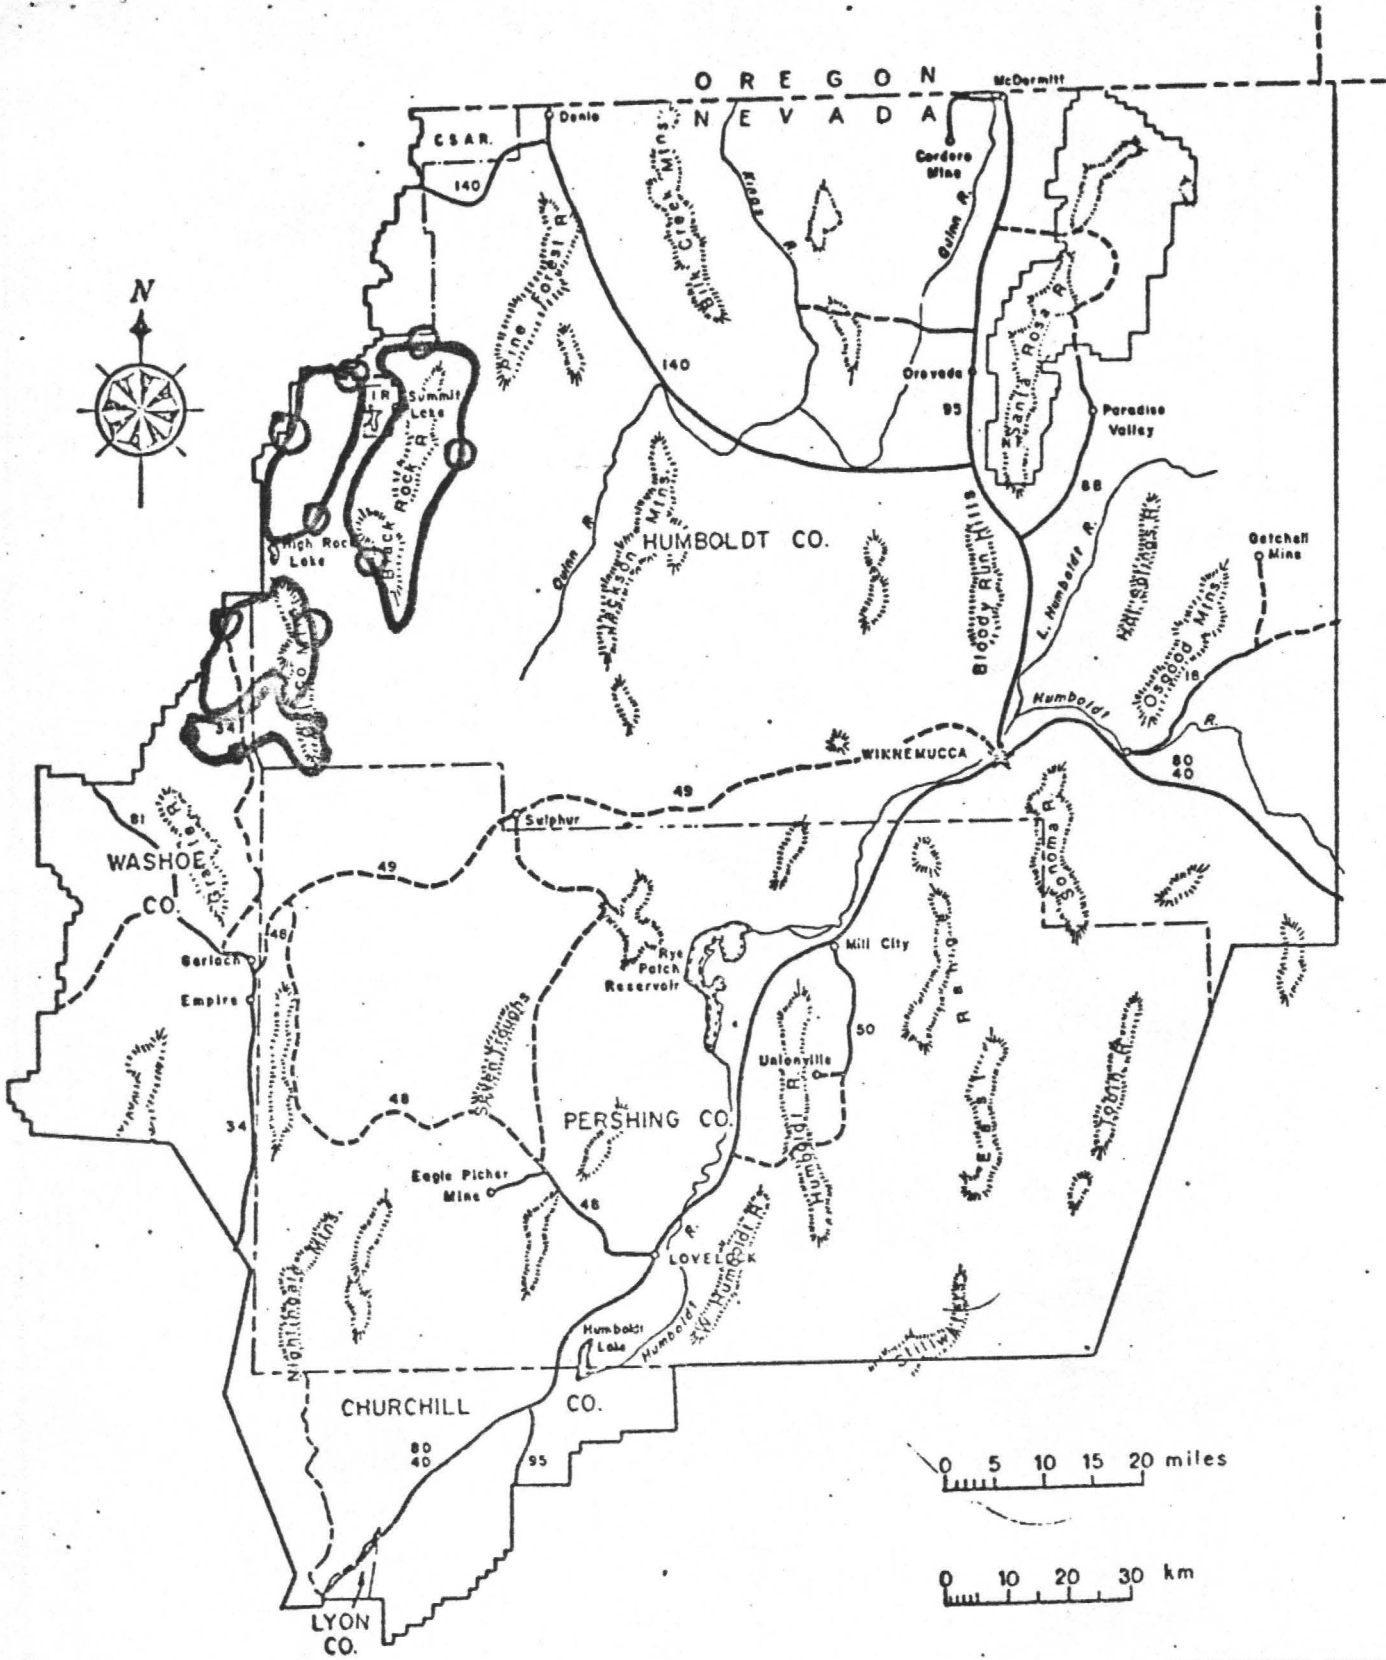 OREGON
McDermitt
NEVADA
Denio
C.S.A.R.
Cordero
Mine
140
Kings
R.
Quinn R.
Bilk Creek Mtns
Pine Forest R
N
Santa Rosa R
140
Orovada
95
Paradise
Valley
I R
Summit
Lake
BLACK ROCK R
88
HUMBOLDT CO.
Jackson Mtns.
Quinn R.
Bloody Run Hills
L. Humboldt R.
Hot Springs R.
Getchell
Mine
High Rock
Lake
Osgood Mtns.
18
Humboldt
R.
34
WINNEMUCCA
80
40
49
Sulphur
81
Granite R.
WASHOE
CO.
49
Sonoma R.
48
Gerlach
Empire
Rye
Patch
Reservoir
Mill City
Rang
R
50
Seven Troughs
Unionville
Humboldt R.
PERSHING CO.
48
34
East
Tobin R.
Eagle Picher
Mine
48
R.
LOVELOCK
Humboldt
W Humboldt R.
Nightingale Mtns.
Humboldt
Lake
Stillwater
CHURCHILL CO.
80
40
95
0 5 10 15 20 miles
0 10 20 30 km
LYON
CO.